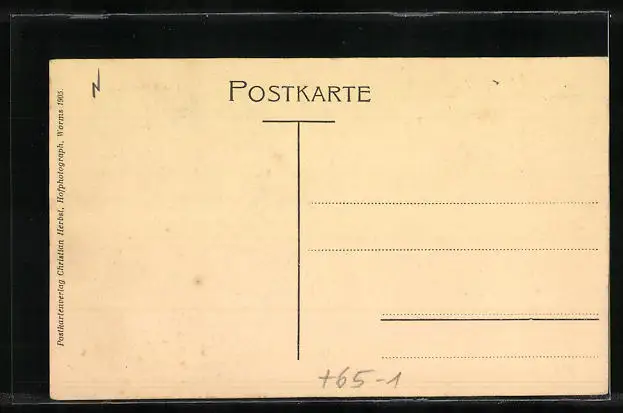 POSTKARTE
Postkartenverlag Christian Herbst, Hofphotograph, Worms 1905.
+65-1